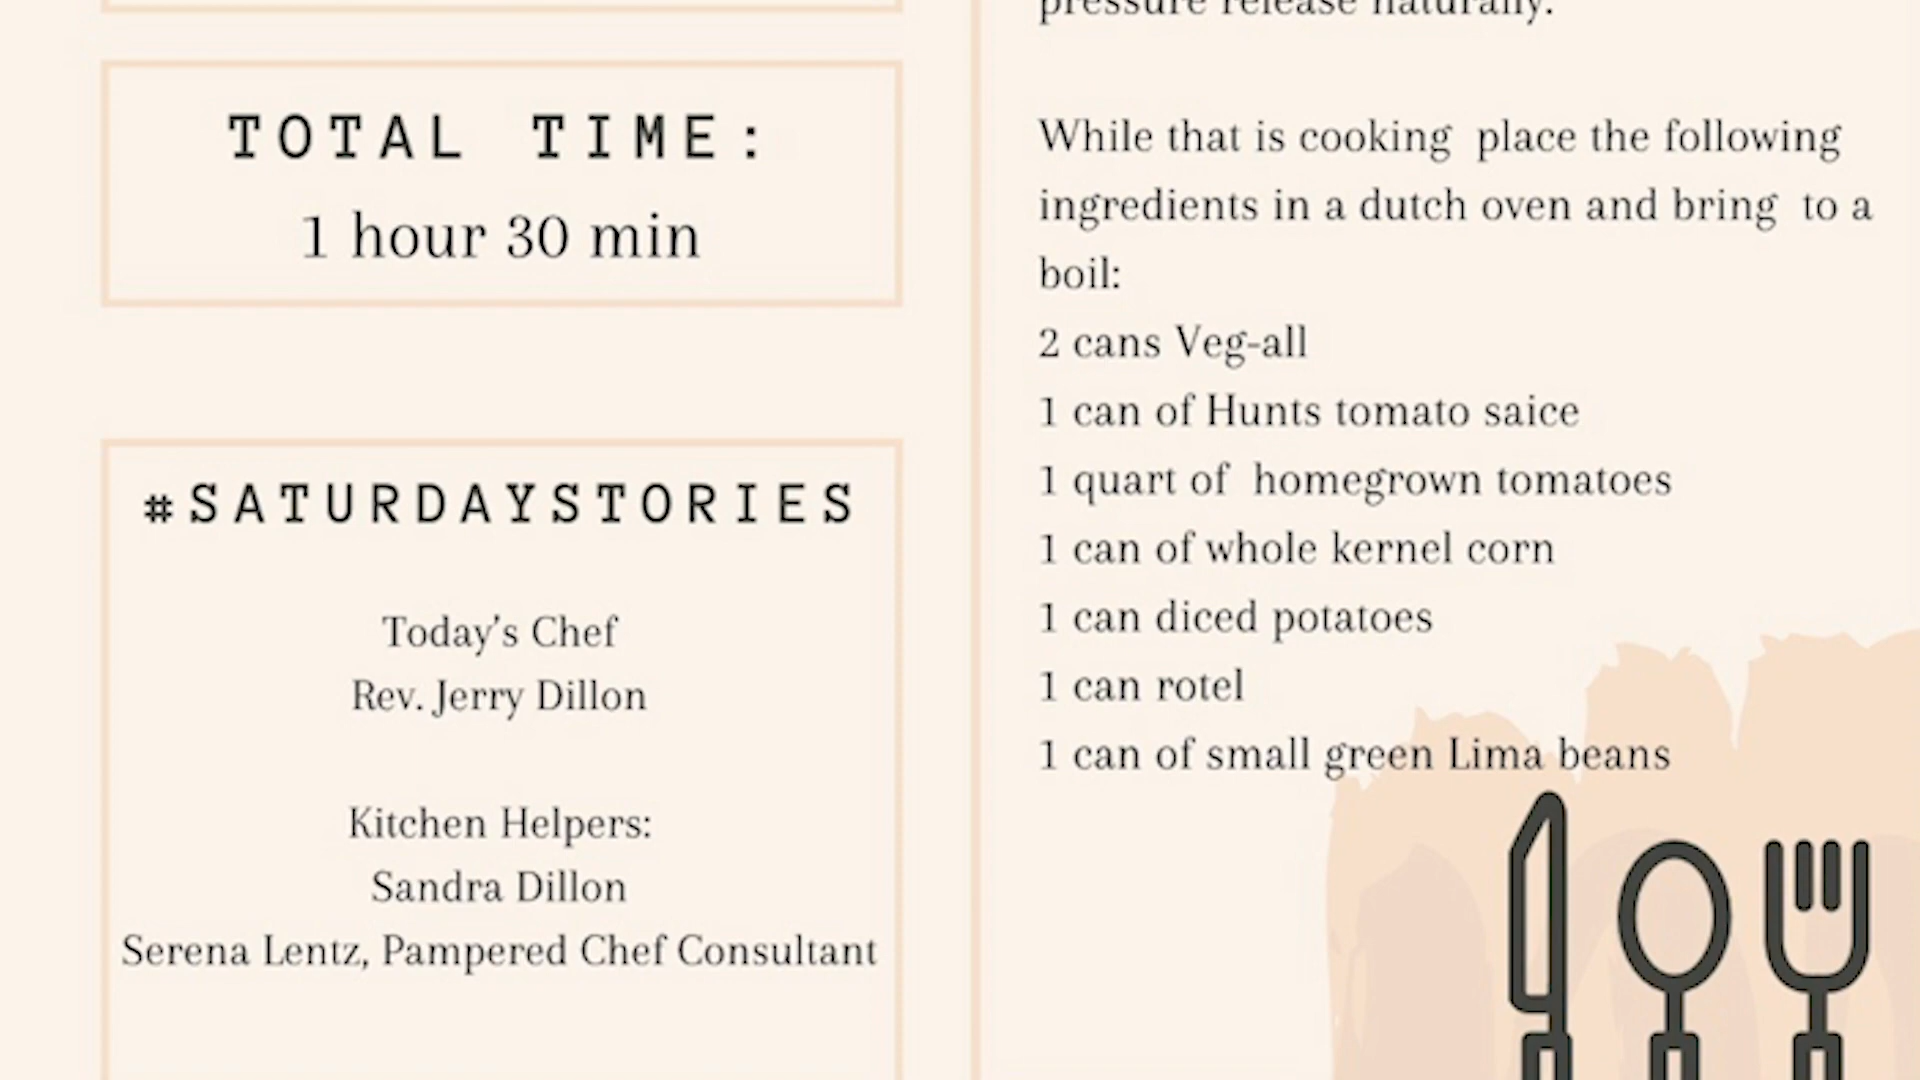 TOTAL TIME:
1 hour 30 min
#SATURDAYSTORIES
Today's Chef
Rev. Jerry Dillon
Kitchen Helpers:
Sandra Dillon
Serena Lentz, Pampered Chef Consultant
pressure release naturally.
While that is cooking  place the following
ingredients in a dutch oven and bring  to a
boil:
2 cans Veg-all
1 can of Hunts tomato saice
1 quart of  homegrown tomatoes
1 can of whole kernel corn
1 can diced potatoes
1 can rotel
1 can of small green Lima beans